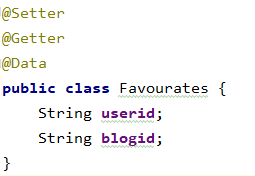 @Setter
@Getter
@Data
public class Favourates {
    String userid;
    String blogid;
}